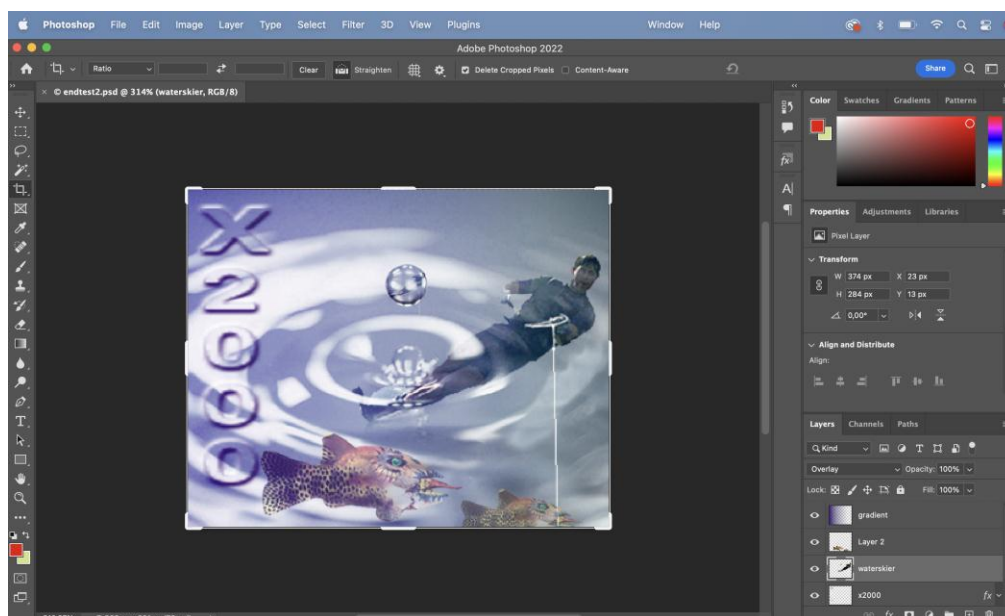 Photoshop File Edit Image Layer Type Select Filter 3D View Plugins Window Help
Adobe Photoshop 2022
Ratio Clear Straighten Delete Cropped Pixels Content-Aware Share
× © endtest2.psd @ 314% (waterskier, RGB/8)
Color Swatches Gradients Patterns
Properties Adjustments Libraries
Pixel Layer
Transform
W 374 px X 23 px
H 284 px Y 13 px
0,00°
Align and Distribute
Align:
Layers Channels Paths
Kind
Overlay Opacity: 100%
Lock: Fill: 100%
gradient
Layer 2
waterskier
x2000 fx
X
2
0
0
0